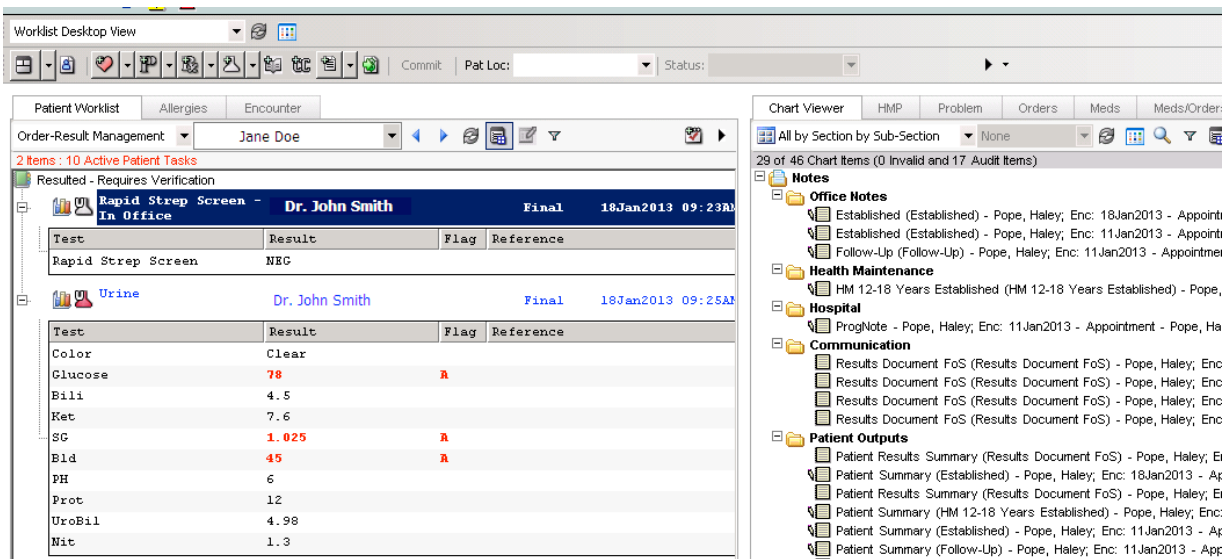 Worklist Desktop View
Commit Pat Loc: Status:
Patient Worklist Allergies Encounter
Order-Result Management Jane Doe
2 Items : 10 Active Patient Tasks
Resulted - Requires Verification
Rapid Strep Screen - In Office Dr. John Smith Final 18Jan2013 09:23AM
Test Result Flag Reference
Rapid Strep Screen NEG
Urine Dr. John Smith Final 18Jan2013 09:25AM
Test Result Flag Reference
Color Clear
Glucose 78 A
Bili 4.5
Ket 7.6
SG 1.025 A
Bld 45 A
PH 6
Prot 12
UroBil 4.98
Nit 1.3
Chart Viewer HMP Problem Orders Meds Meds/Orders
All by Section by Sub-Section None
29 of 46 Chart Items (0 Invalid and 17 Audit Items)
Notes
Office Notes
Established (Established) - Pope, Haley; Enc: 18Jan2013 - Appoint
Established (Established) - Pope, Haley; Enc: 11Jan2013 - Appoint
Follow-Up (Follow-Up) - Pope, Haley; Enc: 11Jan2013 - Appointme
Health Maintenance
HM 12-18 Years Established (HM 12-18 Years Established) - Pope,
Hospital
ProgNote - Pope, Haley; Enc: 11Jan2013 - Appointment - Pope, Ha
Communication
Results Document FoS (Results Document FoS) - Pope, Haley; Enc
Results Document FoS (Results Document FoS) - Pope, Haley; Enc
Results Document FoS (Results Document FoS) - Pope, Haley; Enc
Results Document FoS (Results Document FoS) - Pope, Haley; Enc
Patient Outputs
Patient Results Summary (Results Document FoS) - Pope, Haley; E
Patient Summary (Established) - Pope, Haley; Enc: 18Jan2013 - Ap
Patient Results Summary (Results Document FoS) - Pope, Haley; E
Patient Summary (HM 12-18 Years Established) - Pope, Haley; Enc:
Patient Summary (Established) - Pope, Haley; Enc: 11Jan2013 - Ap
Patient Summary (Follow-Up) - Pope, Haley; Enc: 11Jan2013 - App